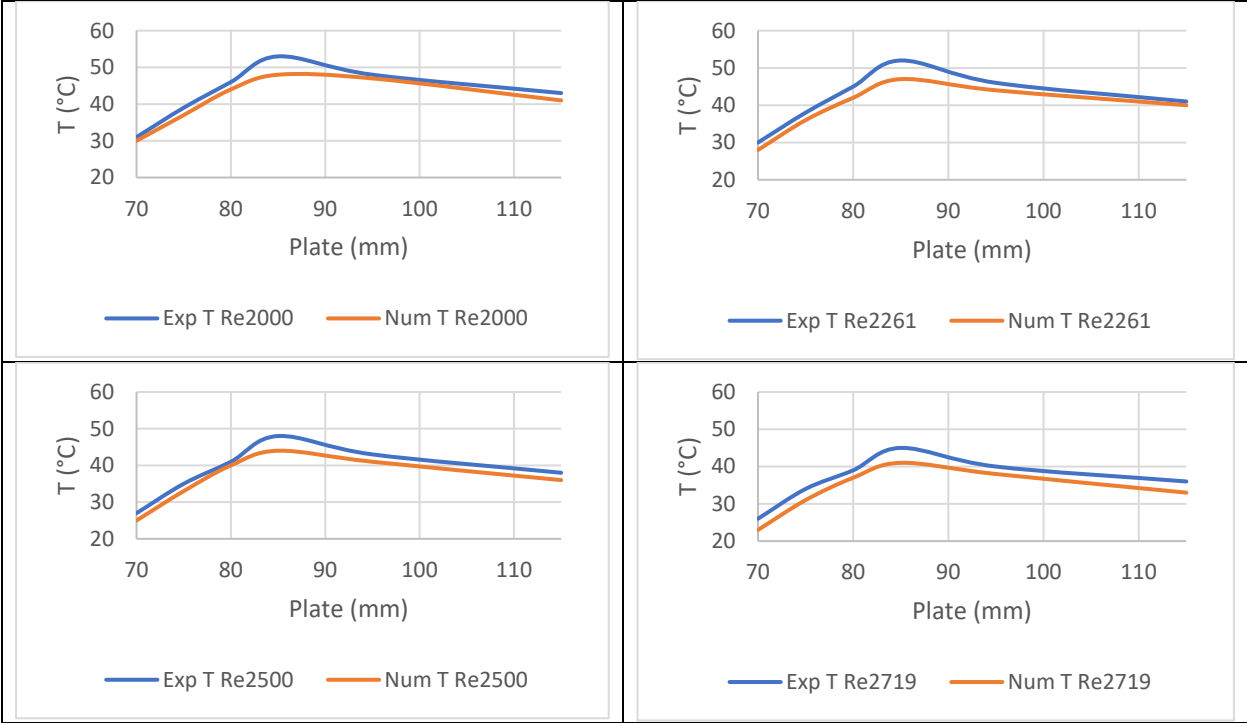 60
50
40
30
20
T (°C)
70 80 90 100 110
Plate (mm)
Exp T Re2000 Num T Re2000
60
50
40
30
20
T (°C)
70 80 90 100 110
Plate (mm)
Exp T Re2261 Num T Re2261
60
50
40
30
20
T (°C)
70 80 90 100 110
Plate (mm)
Exp T Re2500 Num T Re2500
60
50
40
30
20
T (°C)
70 80 90 100 110
Plate (mm)
Exp T Re2719 Num T Re2719